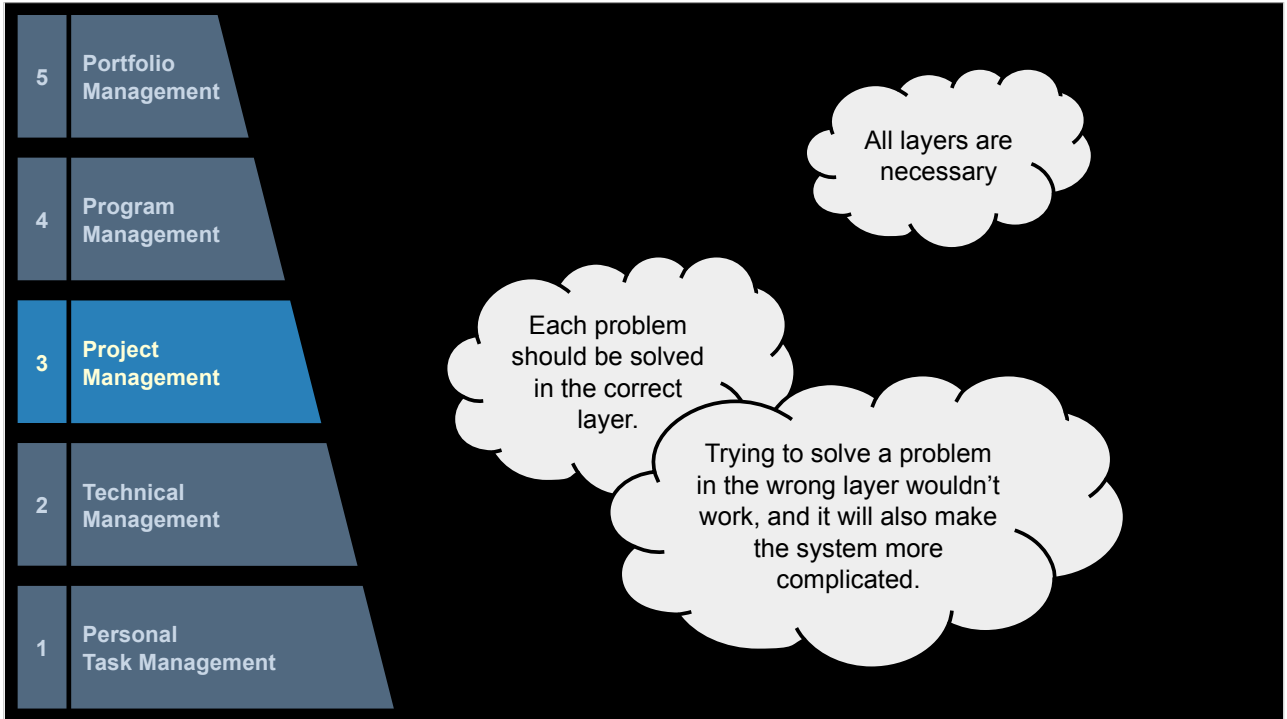 5
Portfolio
Management
4
Program
Management
3
Project
Management
2
Technical
Management
1
Personal
Task Management
All layers are
necessary
Each problem
should be solved
in the correct
layer.
Trying to solve a problem
in the wrong layer wouldn’t
work, and it will also make
the system more
complicated.